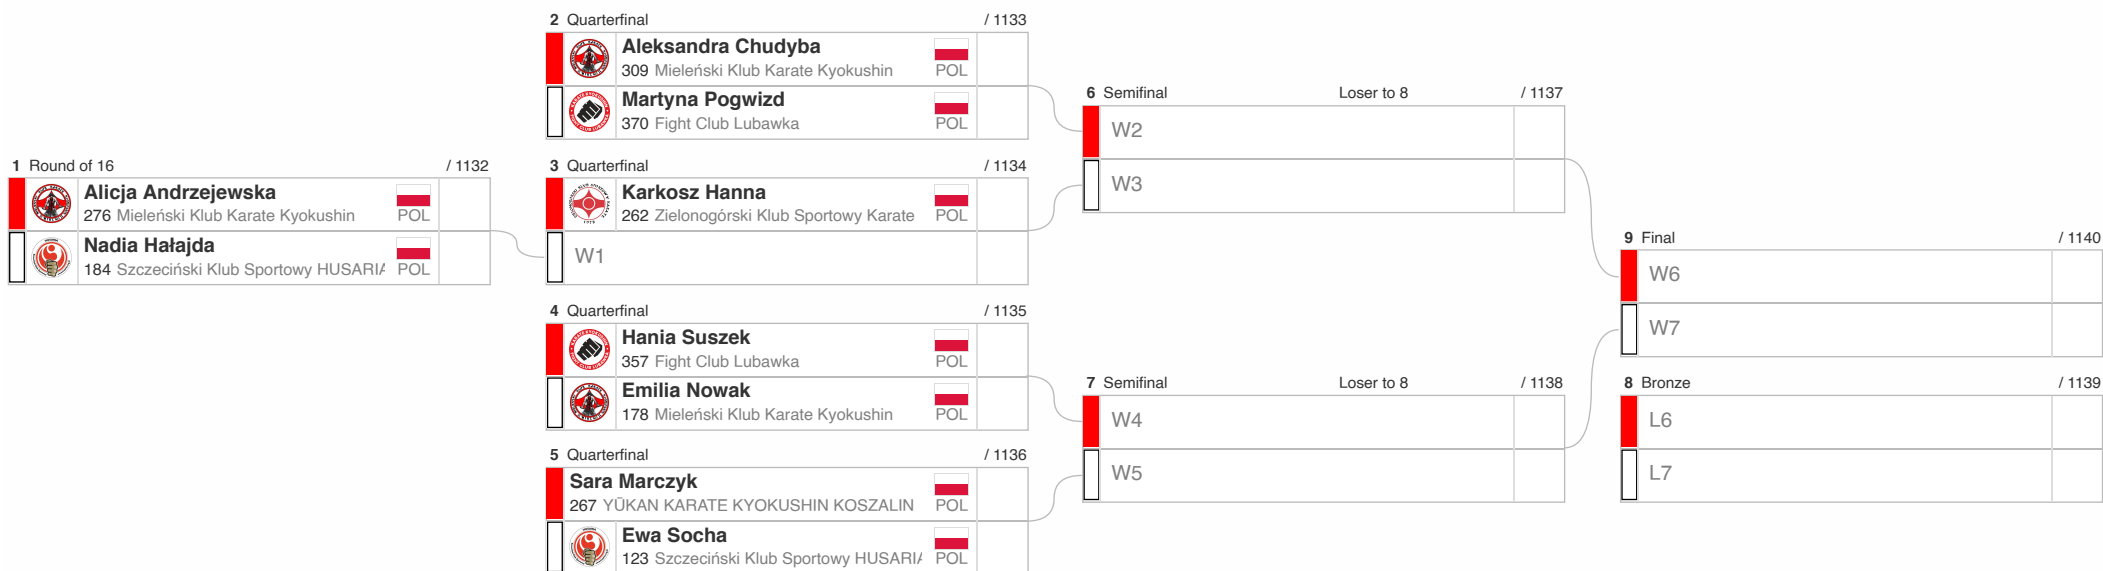 1 Round of 16 / 1132
Alicja Andrzejewska
276 Mieleński Klub Karate Kyokushin POL
Nadia Hałajda
184 Szczeciński Klub Sportowy HUSARIA POL
2 Quarterfinal / 1133
Aleksandra Chudyba
309 Mieleński Klub Karate Kyokushin POL
Martyna Pogwizd
370 Fight Club Lubawka POL
3 Quarterfinal / 1134
Karkosz Hanna
262 Zielonogórski Klub Sportowy Karate POL
W1
4 Quarterfinal / 1135
Hania Suszek
357 Fight Club Lubawka POL
Emilia Nowak
178 Mieleński Klub Karate Kyokushin POL
5 Quarterfinal / 1136
Sara Marczyk
267 YŪKAN KARATE KYOKUSHIN KOSZALIN POL
Ewa Socha
123 Szczeciński Klub Sportowy HUSARIA POL
6 Semifinal Loser to 8 / 1137
W2
W3
7 Semifinal Loser to 8 / 1138
W4
W5
9 Final / 1140
W6
W7
8 Bronze / 1139
L6
L7